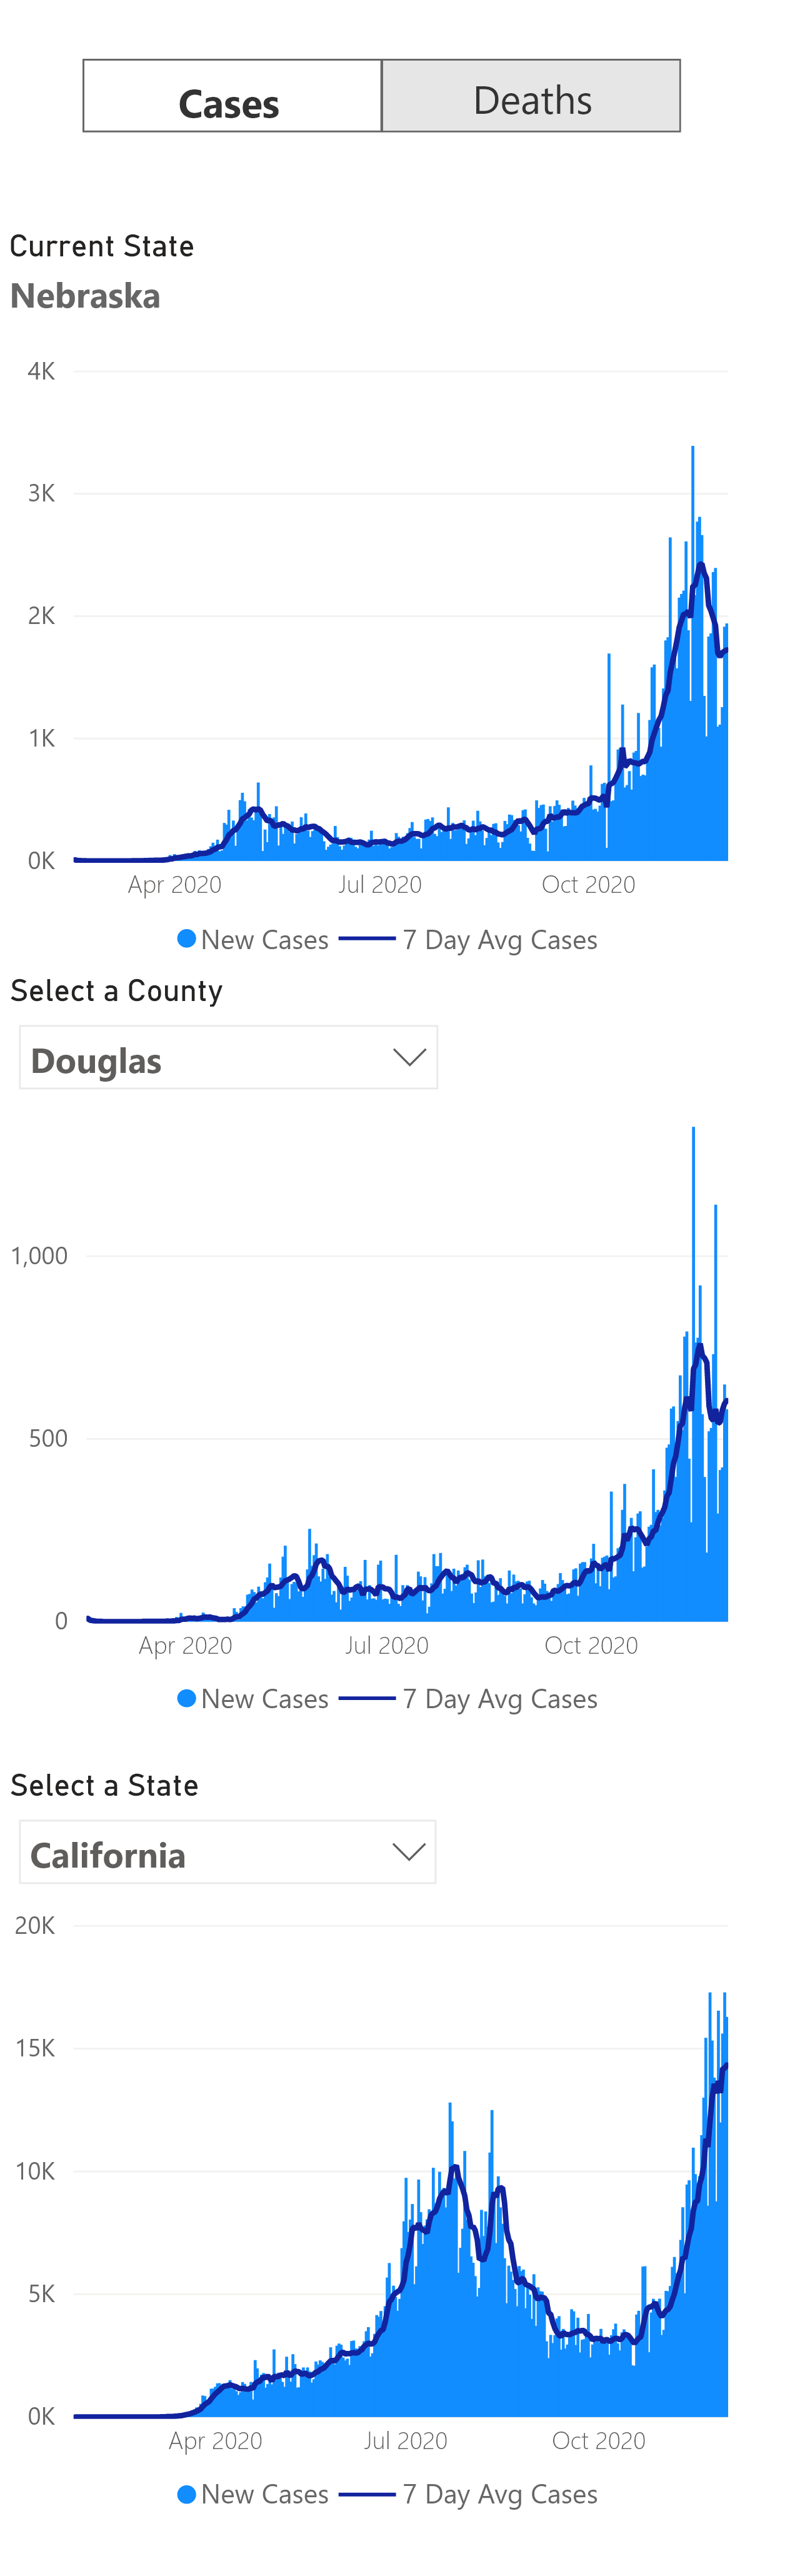 Cases Deaths
Current State
Nebraska
4K
3K
2K
1K
0K
Apr 2020 Jul 2020 Oct 2020
New Cases 7 Day Avg Cases
Select a County
Douglas
1,000
500
0
Apr 2020 Jul 2020 Oct 2020
New Cases 7 Day Avg Cases
Select a State
California
20K
15K
10K
5K
0K
Apr 2020 Jul 2020 Oct 2020
New Cases 7 Day Avg Cases